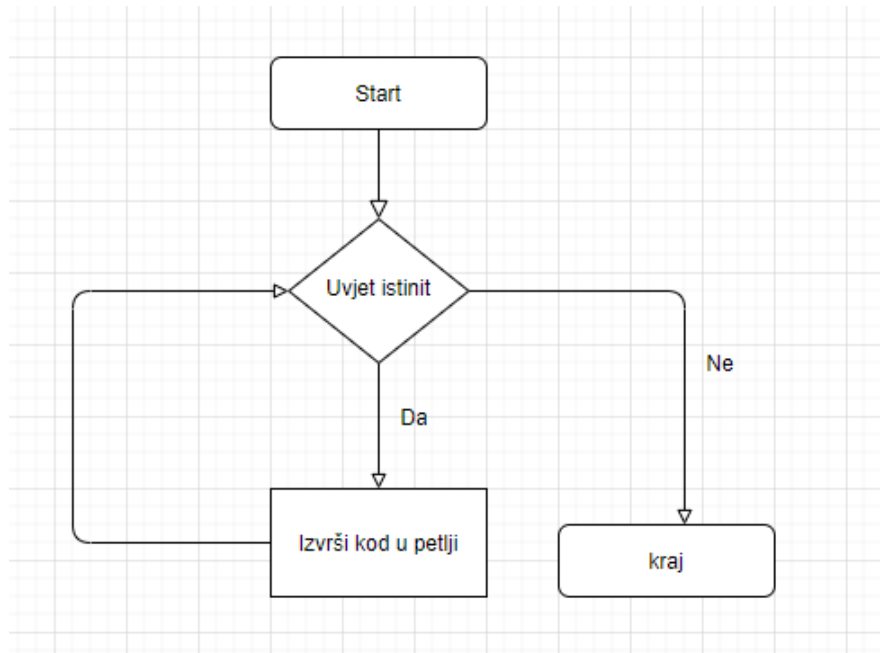 Start
Uvjet istinit
Ne
Da
Izvrši kod u petlji
kraj